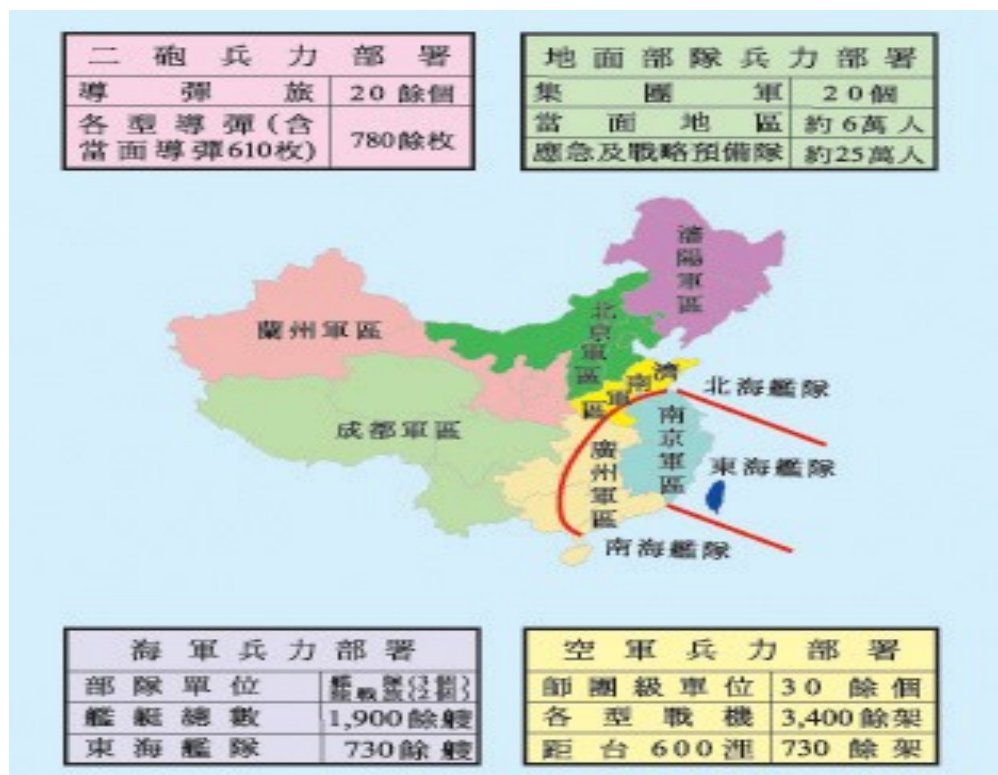 二砲兵力部署
導彈旅 20餘個
各型導彈(含
當面導彈610枚) 780餘枚
地面部隊兵力部署
集團軍 20個
當面地區 約6萬人
應急及戰略預備隊 約25萬人
瀋陽軍區
北京軍區
蘭州軍區
濟南軍區
北海艦隊
南京軍區
成都軍區
廣州軍區
東海艦隊
南海艦隊
海軍兵力部署
部隊單位 艦隊(3個)
陸戰旅(2個)
艦艇總數 1,900餘艘
東海艦隊 730餘艘
空軍兵力部署
師團級單位 30餘個
各型戰機 3,400餘架
距台600浬 730餘架